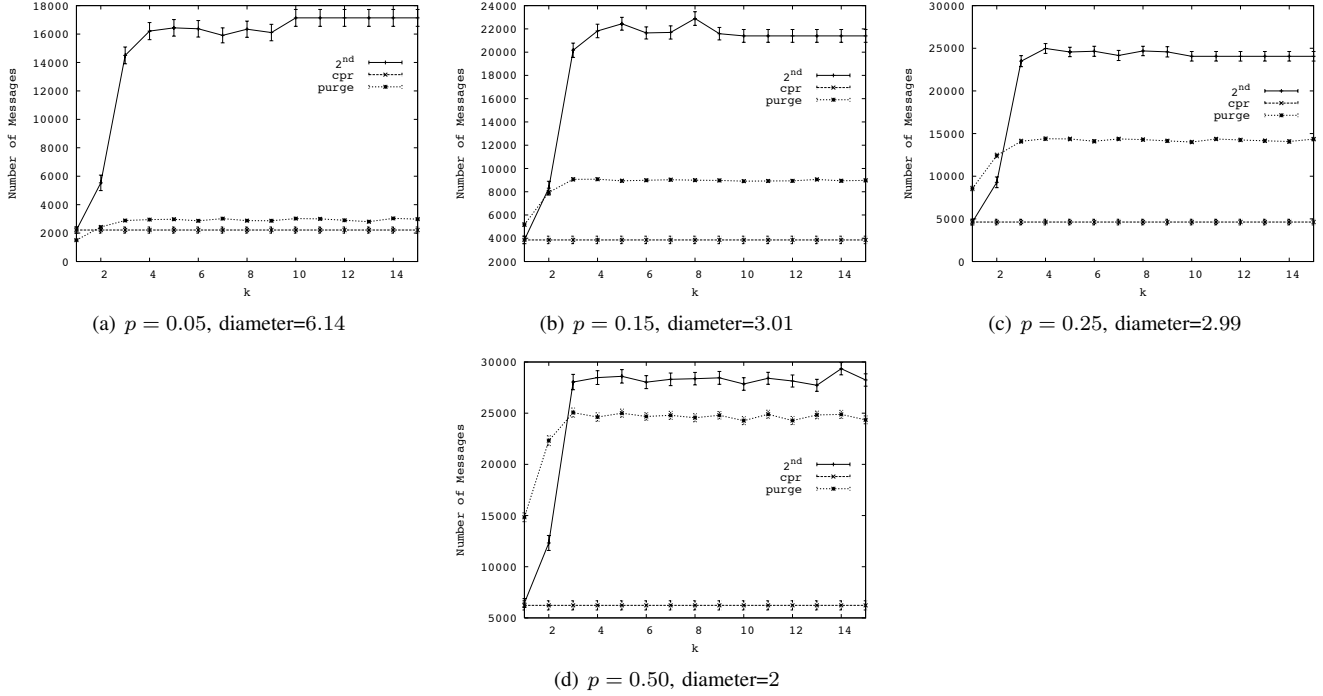 18000
16000
14000
12000
10000
8000
6000
4000
2000
0
Number of Messages
2 4 6 8 10 12 14
k
2nd
cpr
purge
(a) p = 0.05, diameter=6.14
24000
22000
20000
18000
16000
14000
12000
10000
8000
6000
4000
2000
Number of Messages
2 4 6 8 10 12 14
k
2nd
cpr
purge
(b) p = 0.15, diameter=3.01
30000
25000
20000
15000
10000
5000
0
Number of Messages
2 4 6 8 10 12 14
k
2nd
cpr
purge
(c) p = 0.25, diameter=2.99
30000
25000
20000
15000
10000
5000
Number of Messages
2 4 6 8 10 12 14
k
2nd
cpr
purge
(d) p = 0.50, diameter=2